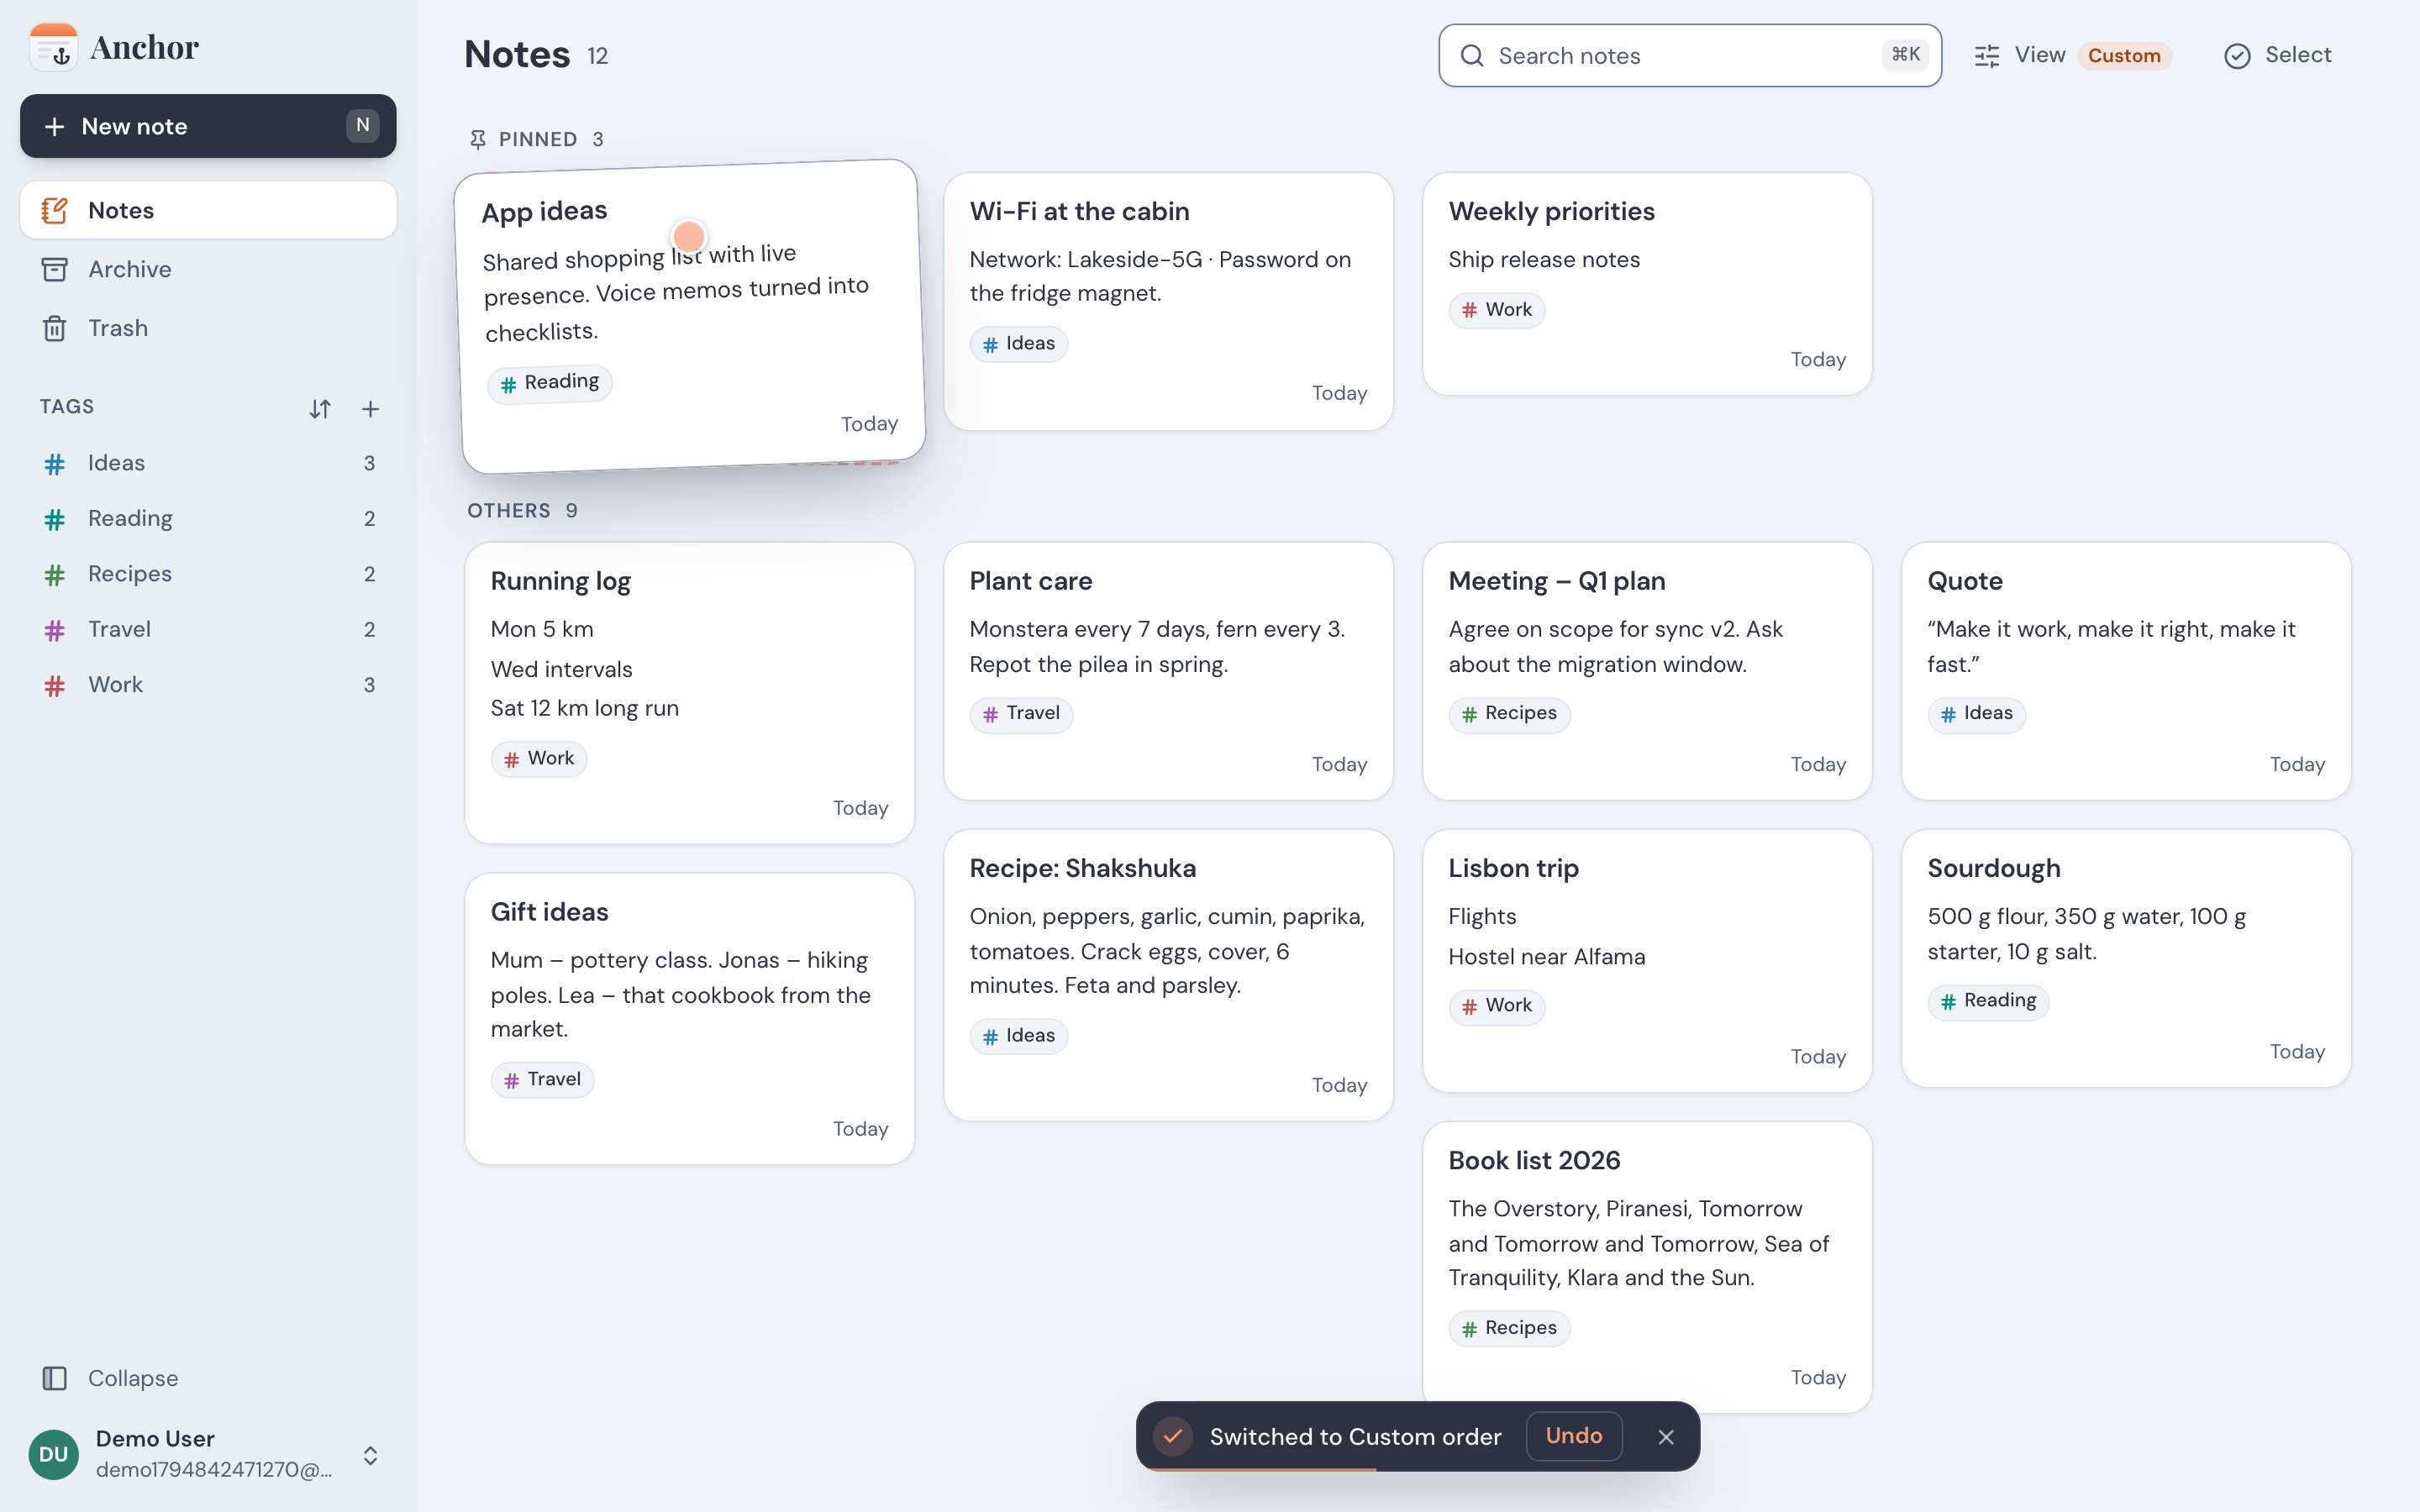 Anchor
New note N
Notes
Archive
Trash
TAGS
Ideas 3
Reading 2
Recipes 2
Travel 2
Work 3
Collapse
DU
Demo User
demo1794842471270@...
Notes 12
Search notes ⌘K
View Custom
Select
PINNED 3
App ideas
Shared shopping list with live
presence. Voice memos turned into
checklists.
# Reading
Today
Wi-Fi at the cabin
Network: Lakeside-5G · Password on
the fridge magnet.
# Ideas
Today
Weekly priorities
Ship release notes
# Work
Today
OTHERS 9
Running log
Mon 5 km
Wed intervals
Sat 12 km long run
# Work
Today
Plant care
Monstera every 7 days, fern every 3.
Repot the pilea in spring.
# Travel
Today
Meeting – Q1 plan
Agree on scope for sync v2. Ask
about the migration window.
# Recipes
Today
Quote
“Make it work, make it right, make it
fast.”
# Ideas
Today
Gift ideas
Mum – pottery class. Jonas – hiking
poles. Lea – that cookbook from the
market.
# Travel
Today
Recipe: Shakshuka
Onion, peppers, garlic, cumin, paprika,
tomatoes. Crack eggs, cover, 6
minutes. Feta and parsley.
# Ideas
Today
Lisbon trip
Flights
Hostel near Alfama
# Work
Today
Sourdough
500 g flour, 350 g water, 100 g
starter, 10 g salt.
# Reading
Today
Book list 2026
The Overstory, Piranesi, Tomorrow
and Tomorrow and Tomorrow, Sea of
Tranquility, Klara and the Sun.
# Recipes
Today
Switched to Custom order Undo